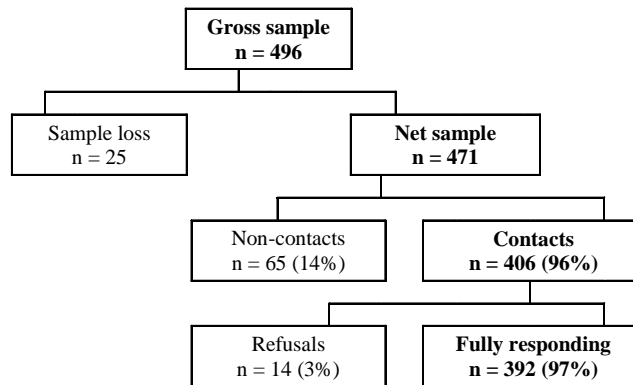 Gross sample
n = 496
Sample loss
n = 25
Net sample
n = 471
Non-contacts
n = 65 (14%)
Contacts
n = 406 (96%)
Refusals
n = 14 (3%)
Fully responding
n = 392 (97%)